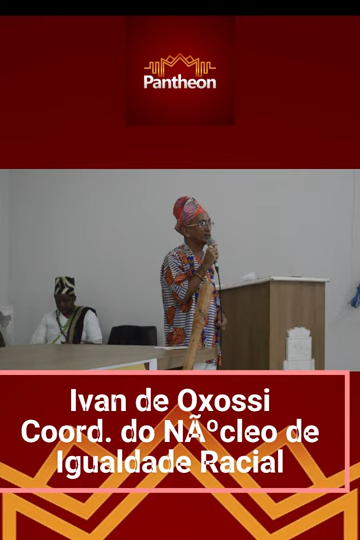 Pantheon
Ivan de Oxossi
Coord. do NÃºcleo de
Igualdade Racial